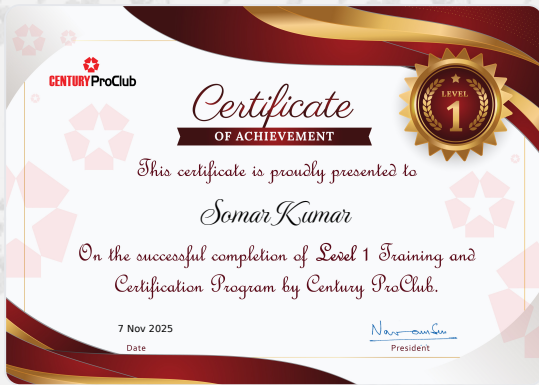 CENTURY ProClub
Certificate
OF ACHIEVEMENT
LEVEL
1
This certificate is proudly presented to
Somar Kumar
On the successful completion of Level 1 Training and
Certification Program by Century ProClub.
7 Nov 2025
Date
President